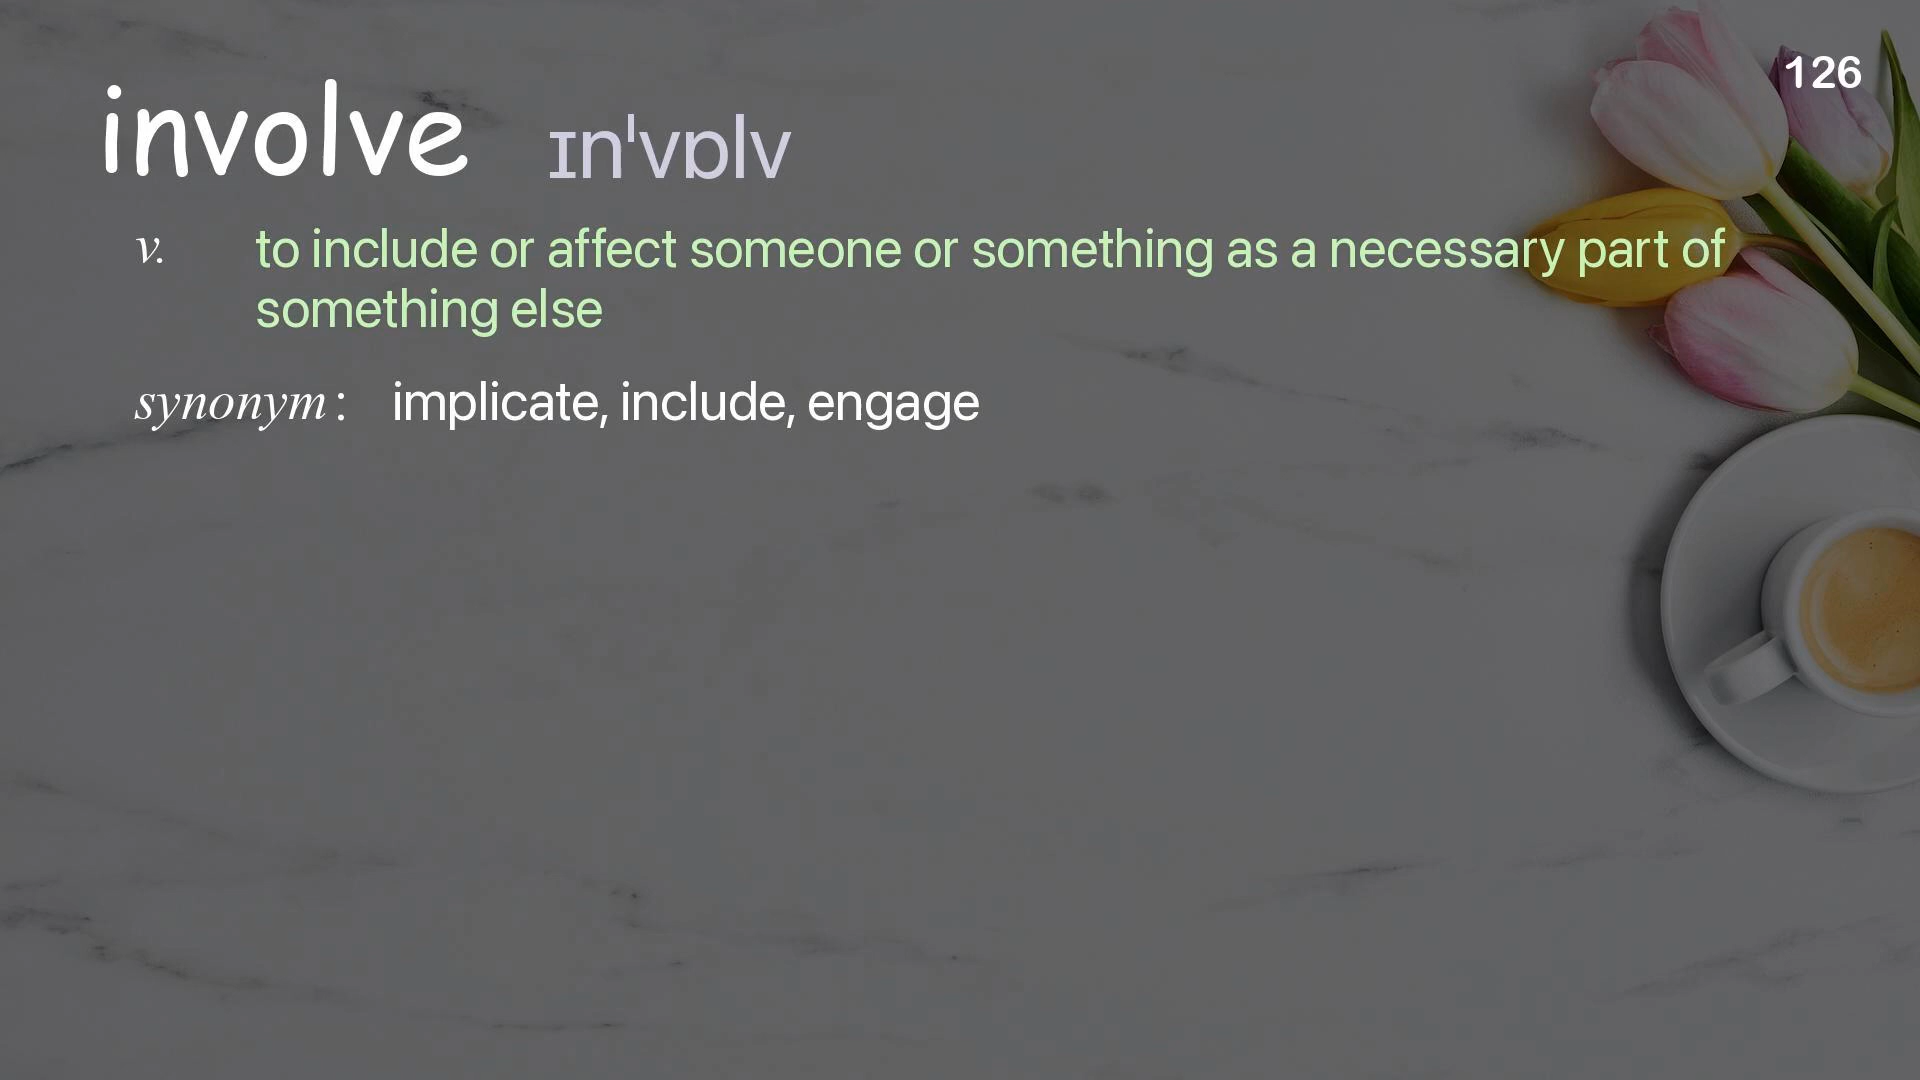 126
involve ɪnˈvɒlv
v. to include or affect someone or something as a necessary part of
something else
synonym : implicate, include, engage